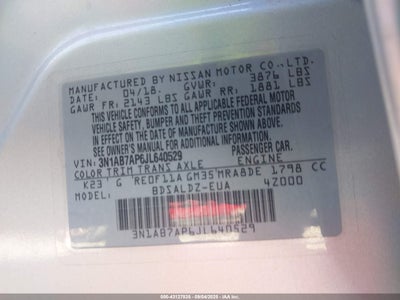 MANUFACTURED BY NISSAN MOTOR CO., LTD.
DATE: 04/18. GVWR: 3876 LBS
GAWR FR: 2143 LBS GAWR RR: 1881 LBS
THIS VEHICLE CONFORMS TO ALL APPLICABLE FEDERAL MOTOR
VEHICLE SAFETY, BUMPER, AND THEFT PREVENTION STANDARDS
IN EFFECT ON THE DATE OF MANUFACTURE SHOWN ABOVE.
SEE OWNER'S MANUAL FOR ADDITIONAL INFORMATION.
VIN: 3N1AB7AP6JL640529 PASSENGER CAR.
COLOR TRIM TRANS AXLE ENGINE
K23 G RE0F11A GM35 MRA8DE 1798 CC
MODEL: BDSALDZ-EUA 4Z000
3N1AB7AP6JL640529